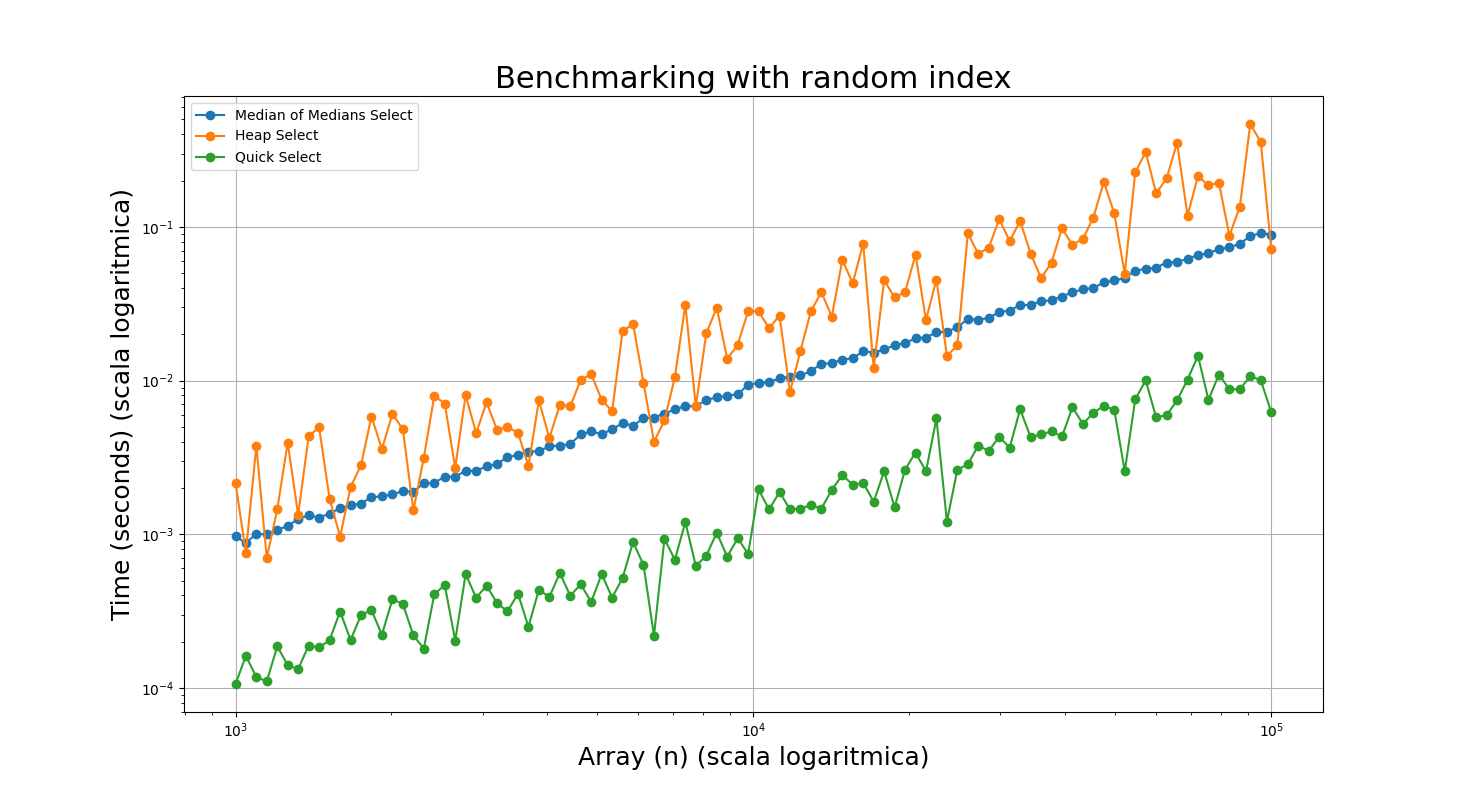 Benchmarking with random index
Median of Medians Select
Heap Select
Quick Select
Time (seconds) (scala logaritmica)
10⁻¹
10⁻²
10⁻³
10⁻⁴
10³
10⁴
10⁵
Array (n) (scala logaritmica)